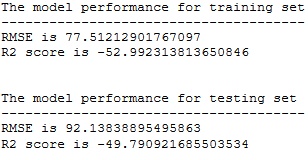 The model performance for training set
--------------------------------------
RMSE is 77.51212901767097
R2 score is -52.992313813650846
The model performance for testing set
--------------------------------------
RMSE is 92.13838895495863
R2 score is -49.790921685503534